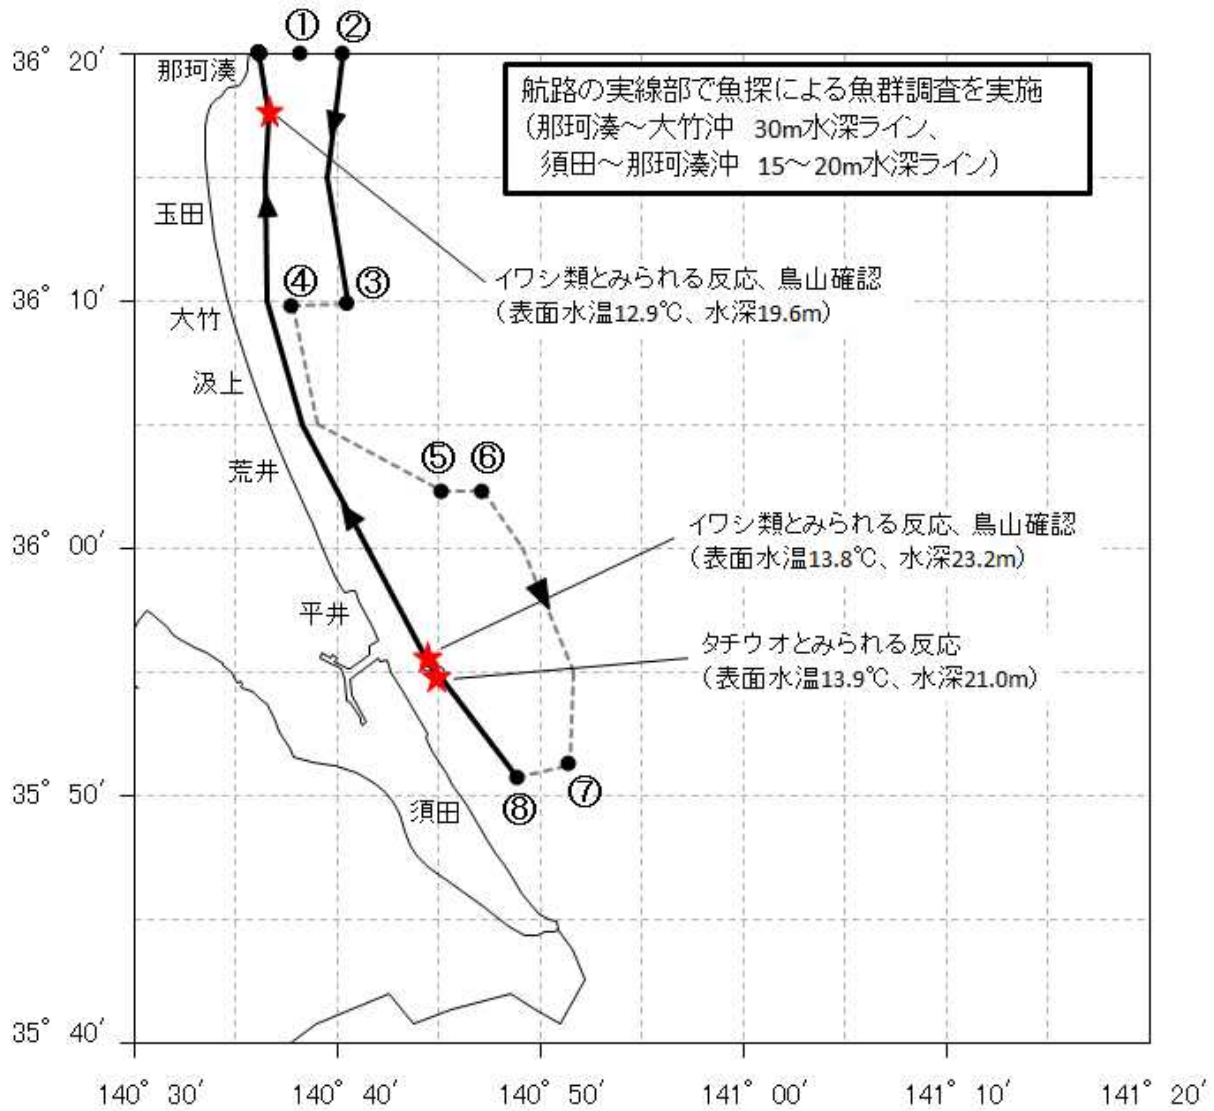 ① ②
36° 20′
那珂湊
航路の実線部で魚探による魚群調査を実施
（那珂湊～大竹沖 30m水深ライン、
須田～那珂湊沖 15～20m水深ライン）
玉田
④ ③
イワシ類とみられる反応、鳥山確認
（表面水温12.9℃、水深19.6m）
36° 10′
大竹
汲上
⑤ ⑥
荒井
イワシ類とみられる反応、鳥山確認
（表面水温13.8℃、水深23.2m）
36° 00′
平井
タチウオとみられる反応
（表面水温13.9℃、水深21.0m）
35° 50′
須田
⑧ ⑦
35° 40′
140° 30′ 140° 40′ 140° 50′ 141° 00′ 141° 10′ 141° 20′